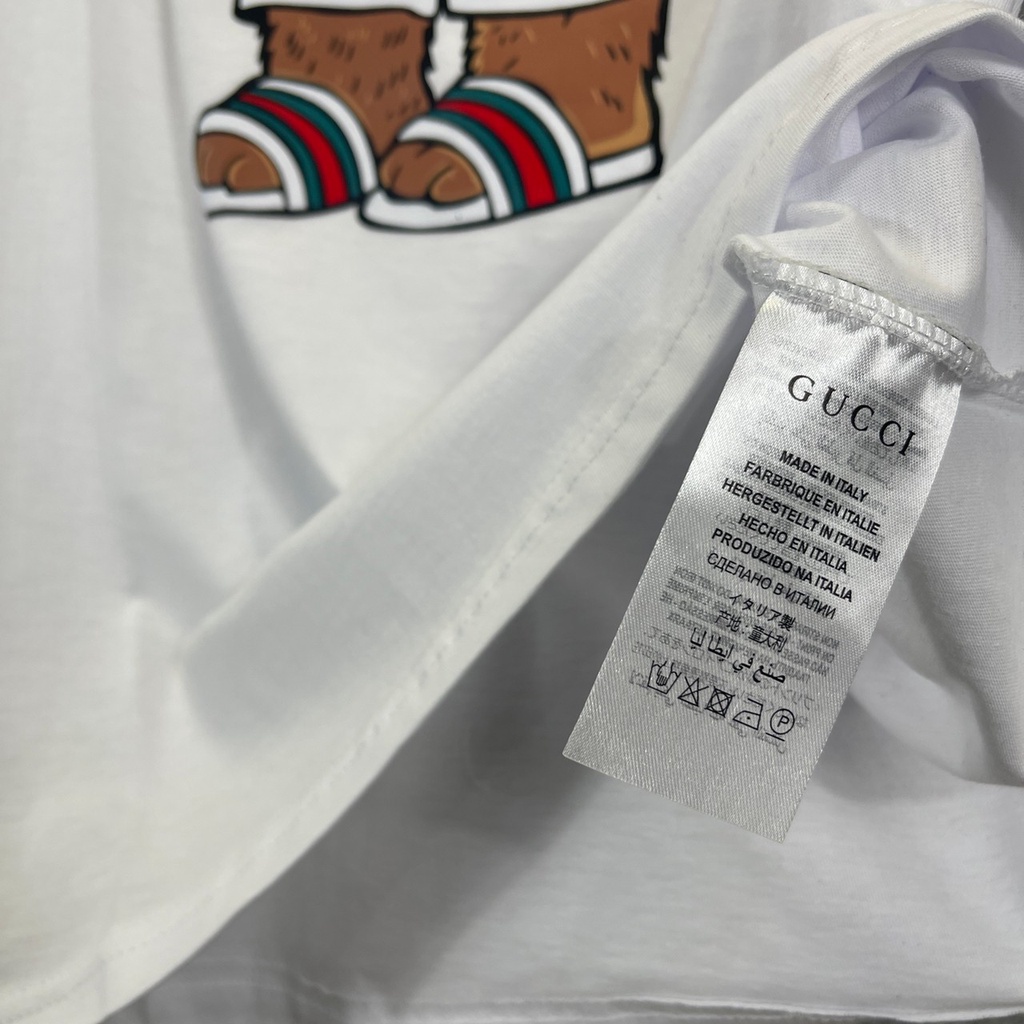 GUCCI
MADE IN ITALY
FARBRIQUE EN ITALIE
HERGESTELLT IN ITALIEN
HECHO EN ITALIA
PRODUZIDO NA ITALIA
СДЕЛАНО В ИТАЛИИ
イタリア製
产地:意大利
صنع في إيطاليا
P